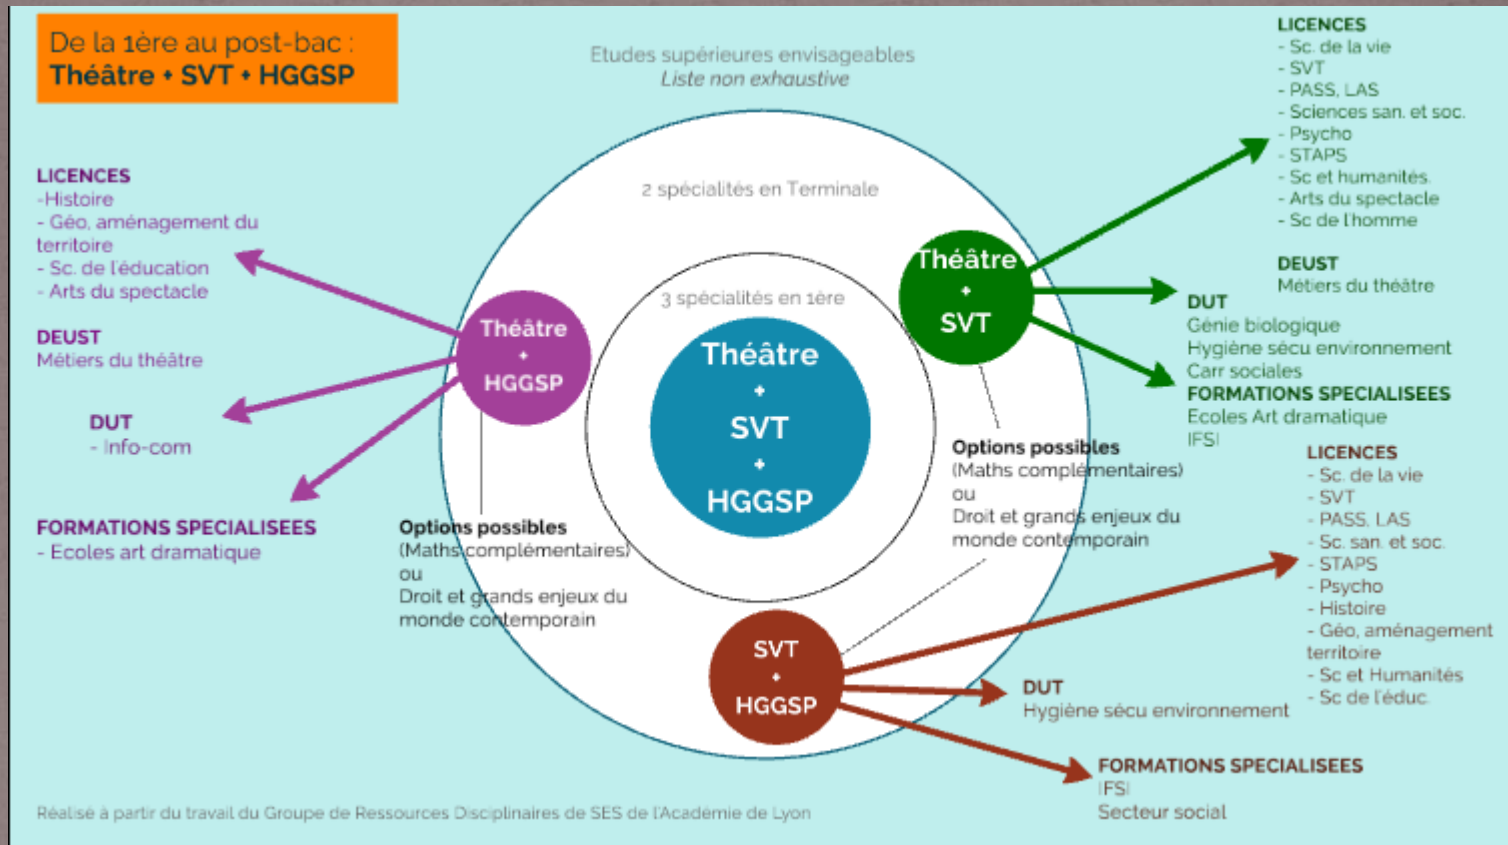 De la 1ère au post-bac :
Théâtre + SVT + HGGSP
Etudes supérieures envisageables
Liste non exhaustive
2 spécialités en Terminale
3 spécialités en 1ère
Théâtre
+
SVT
+
HGGSP
LICENCES
-Histoire
- Géo, aménagement du
territoire
- Sc. de l'éducation
- Arts du spectacle
DEUST
Métiers du théâtre
DUT
- Info-com
FORMATIONS SPECIALISEES
- Ecoles art dramatique
Théâtre
+
HGGSP
Options possibles
(Maths complémentaires)
ou
Droit et grands enjeux du
monde contemporain
Théâtre
+
SVT
LICENCES
- Sc. de la vie
- SVT
- PASS, LAS
- Sciences san. et soc.
- Psycho
- STAPS
- Sc et humanités.
- Arts du spectacle
- Sc de l'homme
DEUST
Métiers du théâtre
DUT
Génie biologique
Hygiène sécu environnement
Carr sociales
FORMATIONS SPECIALISEES
Ecoles Art dramatique
IFSI
Options possibles
(Maths complémentaires)
ou
Droit et grands enjeux du
monde contemporain
SVT
+
HGGSP
LICENCES
- Sc. de la vie
- SVT
- PASS, LAS
- Sc. san. et soc.
- STAPS
- Psycho
- Histoire
- Géo, aménagement
territoire
- Sc et Humanités
- Sc de l'éduc.
DUT
Hygiène sécu environnement
FORMATIONS SPECIALISEES
IFSI
Secteur social
Réalisé à partir du travail du Groupe de Ressources Disciplinaires de SES de l'Académie de Lyon